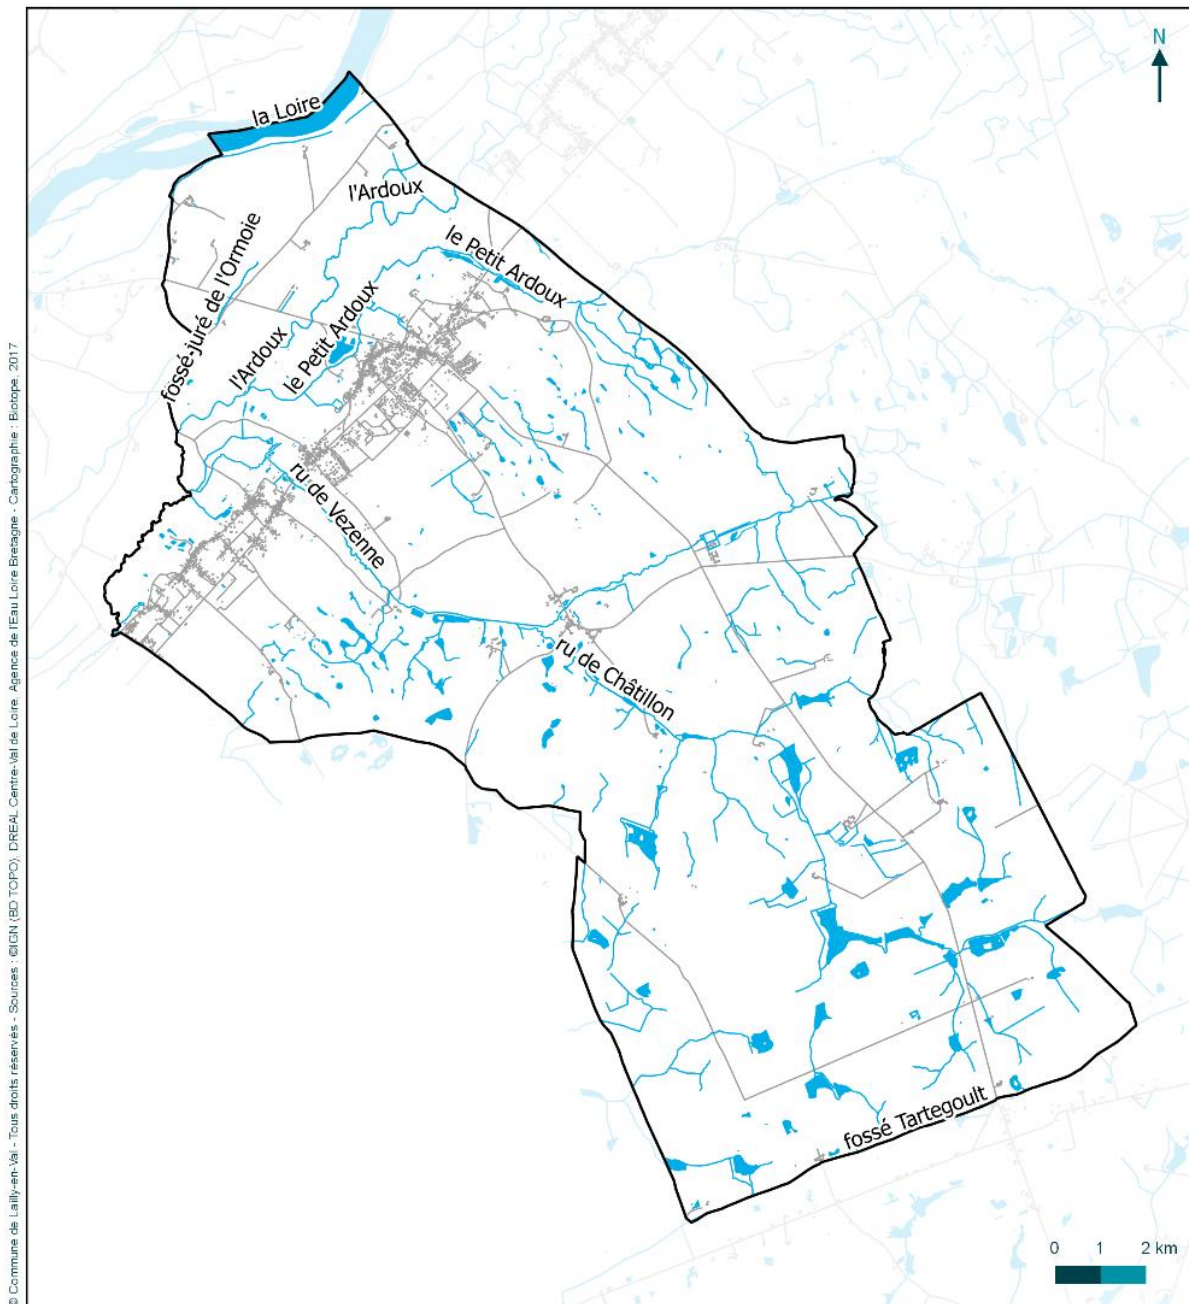 N
la Loire
l'Ardoux
le Petit Ardoux
fossé-juré de l'Ormoie
l'Ardoux
le Petit Ardoux
ru de Vezenne
ru de Châtillon
fossé Tartegoult
0 1 2 km
© Commune de Lailly-en-Val - Tous droits réservés - Sources : ©IGN (BD TOPO), DREAL Centre-Val de Loire, Agence de l'Eau Loire Bretagne - Cartographie : Biotope, 2017